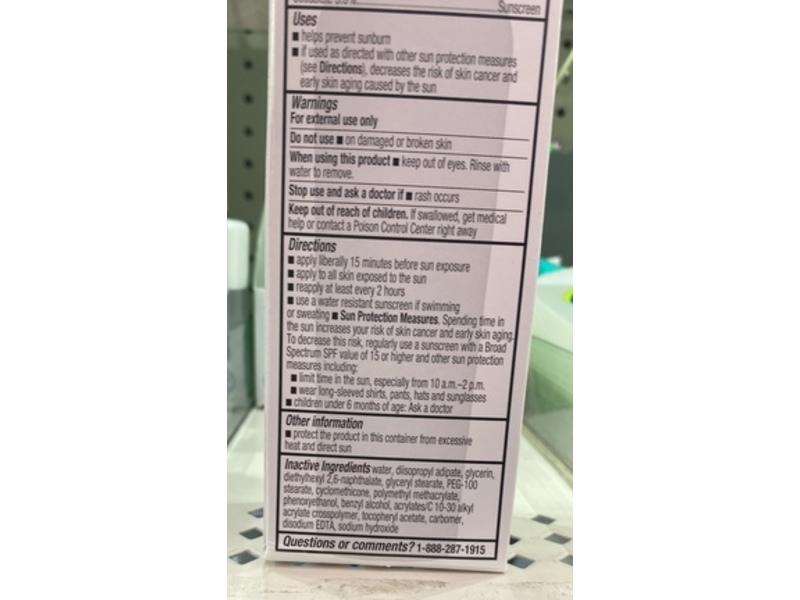 Sunscreen
Uses
■ helps prevent sunburn
■ if used as directed with other sun protection measures
(see Directions), decreases the risk of skin cancer and
early skin aging caused by the sun
Warnings
For external use only
Do not use ■ on damaged or broken skin
When using this product ■ keep out of eyes. Rinse with
water to remove.
Stop use and ask a doctor if ■ rash occurs
Keep out of reach of children. If swallowed, get medical
help or contact a Poison Control Center right away
Directions
■ apply liberally 15 minutes before sun exposure
■ apply to all skin exposed to the sun
■ reapply at least every 2 hours
■ use a water resistant sunscreen if swimming
or sweating ■ Sun Protection Measures. Spending time in
the sun increases your risk of skin cancer and early skin aging.
To decrease this risk, regularly use a sunscreen with a Broad
Spectrum SPF value of 15 or higher and other sun protection
measures including:
■ limit time in the sun, especially from 10 a.m.–2 p.m.
■ wear long-sleeved shirts, pants, hats and sunglasses
■ children under 6 months of age: Ask a doctor
Other information
■ protect the product in this container from excessive
heat and direct sun
Inactive Ingredients water, diisopropyl adipate, glycerin,
diethylhexyl 2,6-naphthalate, glyceryl stearate, PEG-100
stearate, cyclomethicone, polymethyl methacrylate,
phenoxyethanol, benzyl alcohol, acrylates/C 10-30 alkyl
acrylate crosspolymer, tocopheryl acetate, carbomer,
disodium EDTA, sodium hydroxide
Questions or comments? 1-888-287-1915